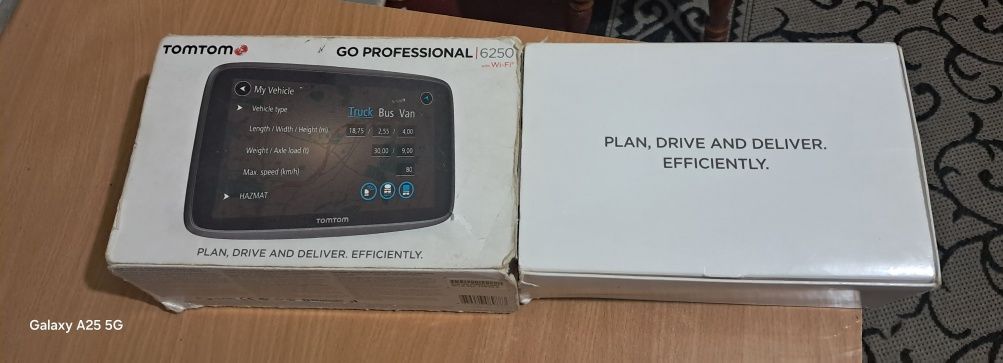 TOMTOM GO PROFESSIONAL | 6250
with Wi-Fi®
My Vehicle
Vehicle type Truck Bus Van
Length / Width / Height (m) 18,75 / 2,55 / 4,00
Weight / Axle load (t) 30,00 / 9,00
Max. speed (km/h) 80
HAZMAT
TOMTOM
PLAN, DRIVE AND DELIVER. EFFICIENTLY.
PLAN, DRIVE AND DELIVER.
EFFICIENTLY.
Galaxy A25 5G